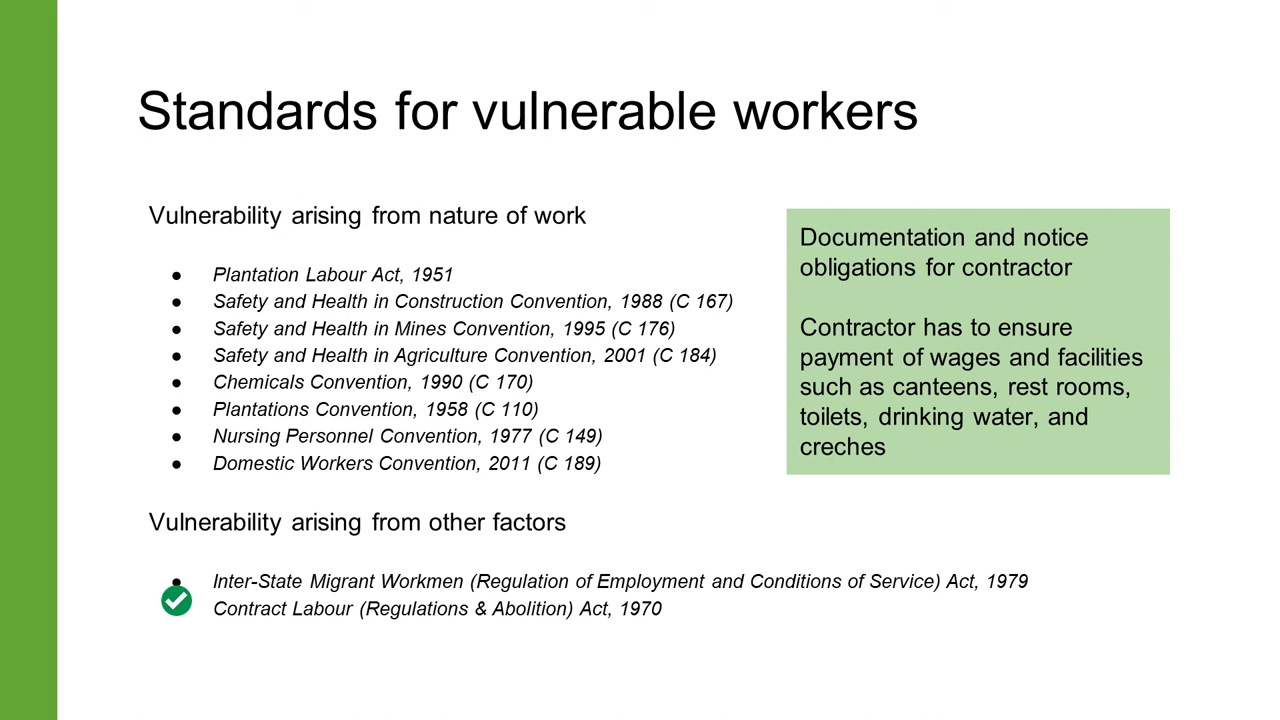 Standards for vulnerable workers
Vulnerability arising from nature of work
● Plantation Labour Act, 1951
● Safety and Health in Construction Convention, 1988 (C 167)
● Safety and Health in Mines Convention, 1995 (C 176)
● Safety and Health in Agriculture Convention, 2001 (C 184)
● Chemicals Convention, 1990 (C 170)
● Plantations Convention, 1958 (C 110)
● Nursing Personnel Convention, 1977 (C 149)
● Domestic Workers Convention, 2011 (C 189)
Vulnerability arising from other factors
● Inter-State Migrant Workmen (Regulation of Employment and Conditions of Service) Act, 1979
Contract Labour (Regulations & Abolition) Act, 1970
Documentation and notice
obligations for contractor
Contractor has to ensure
payment of wages and facilities
such as canteens, rest rooms,
toilets, drinking water, and
creches